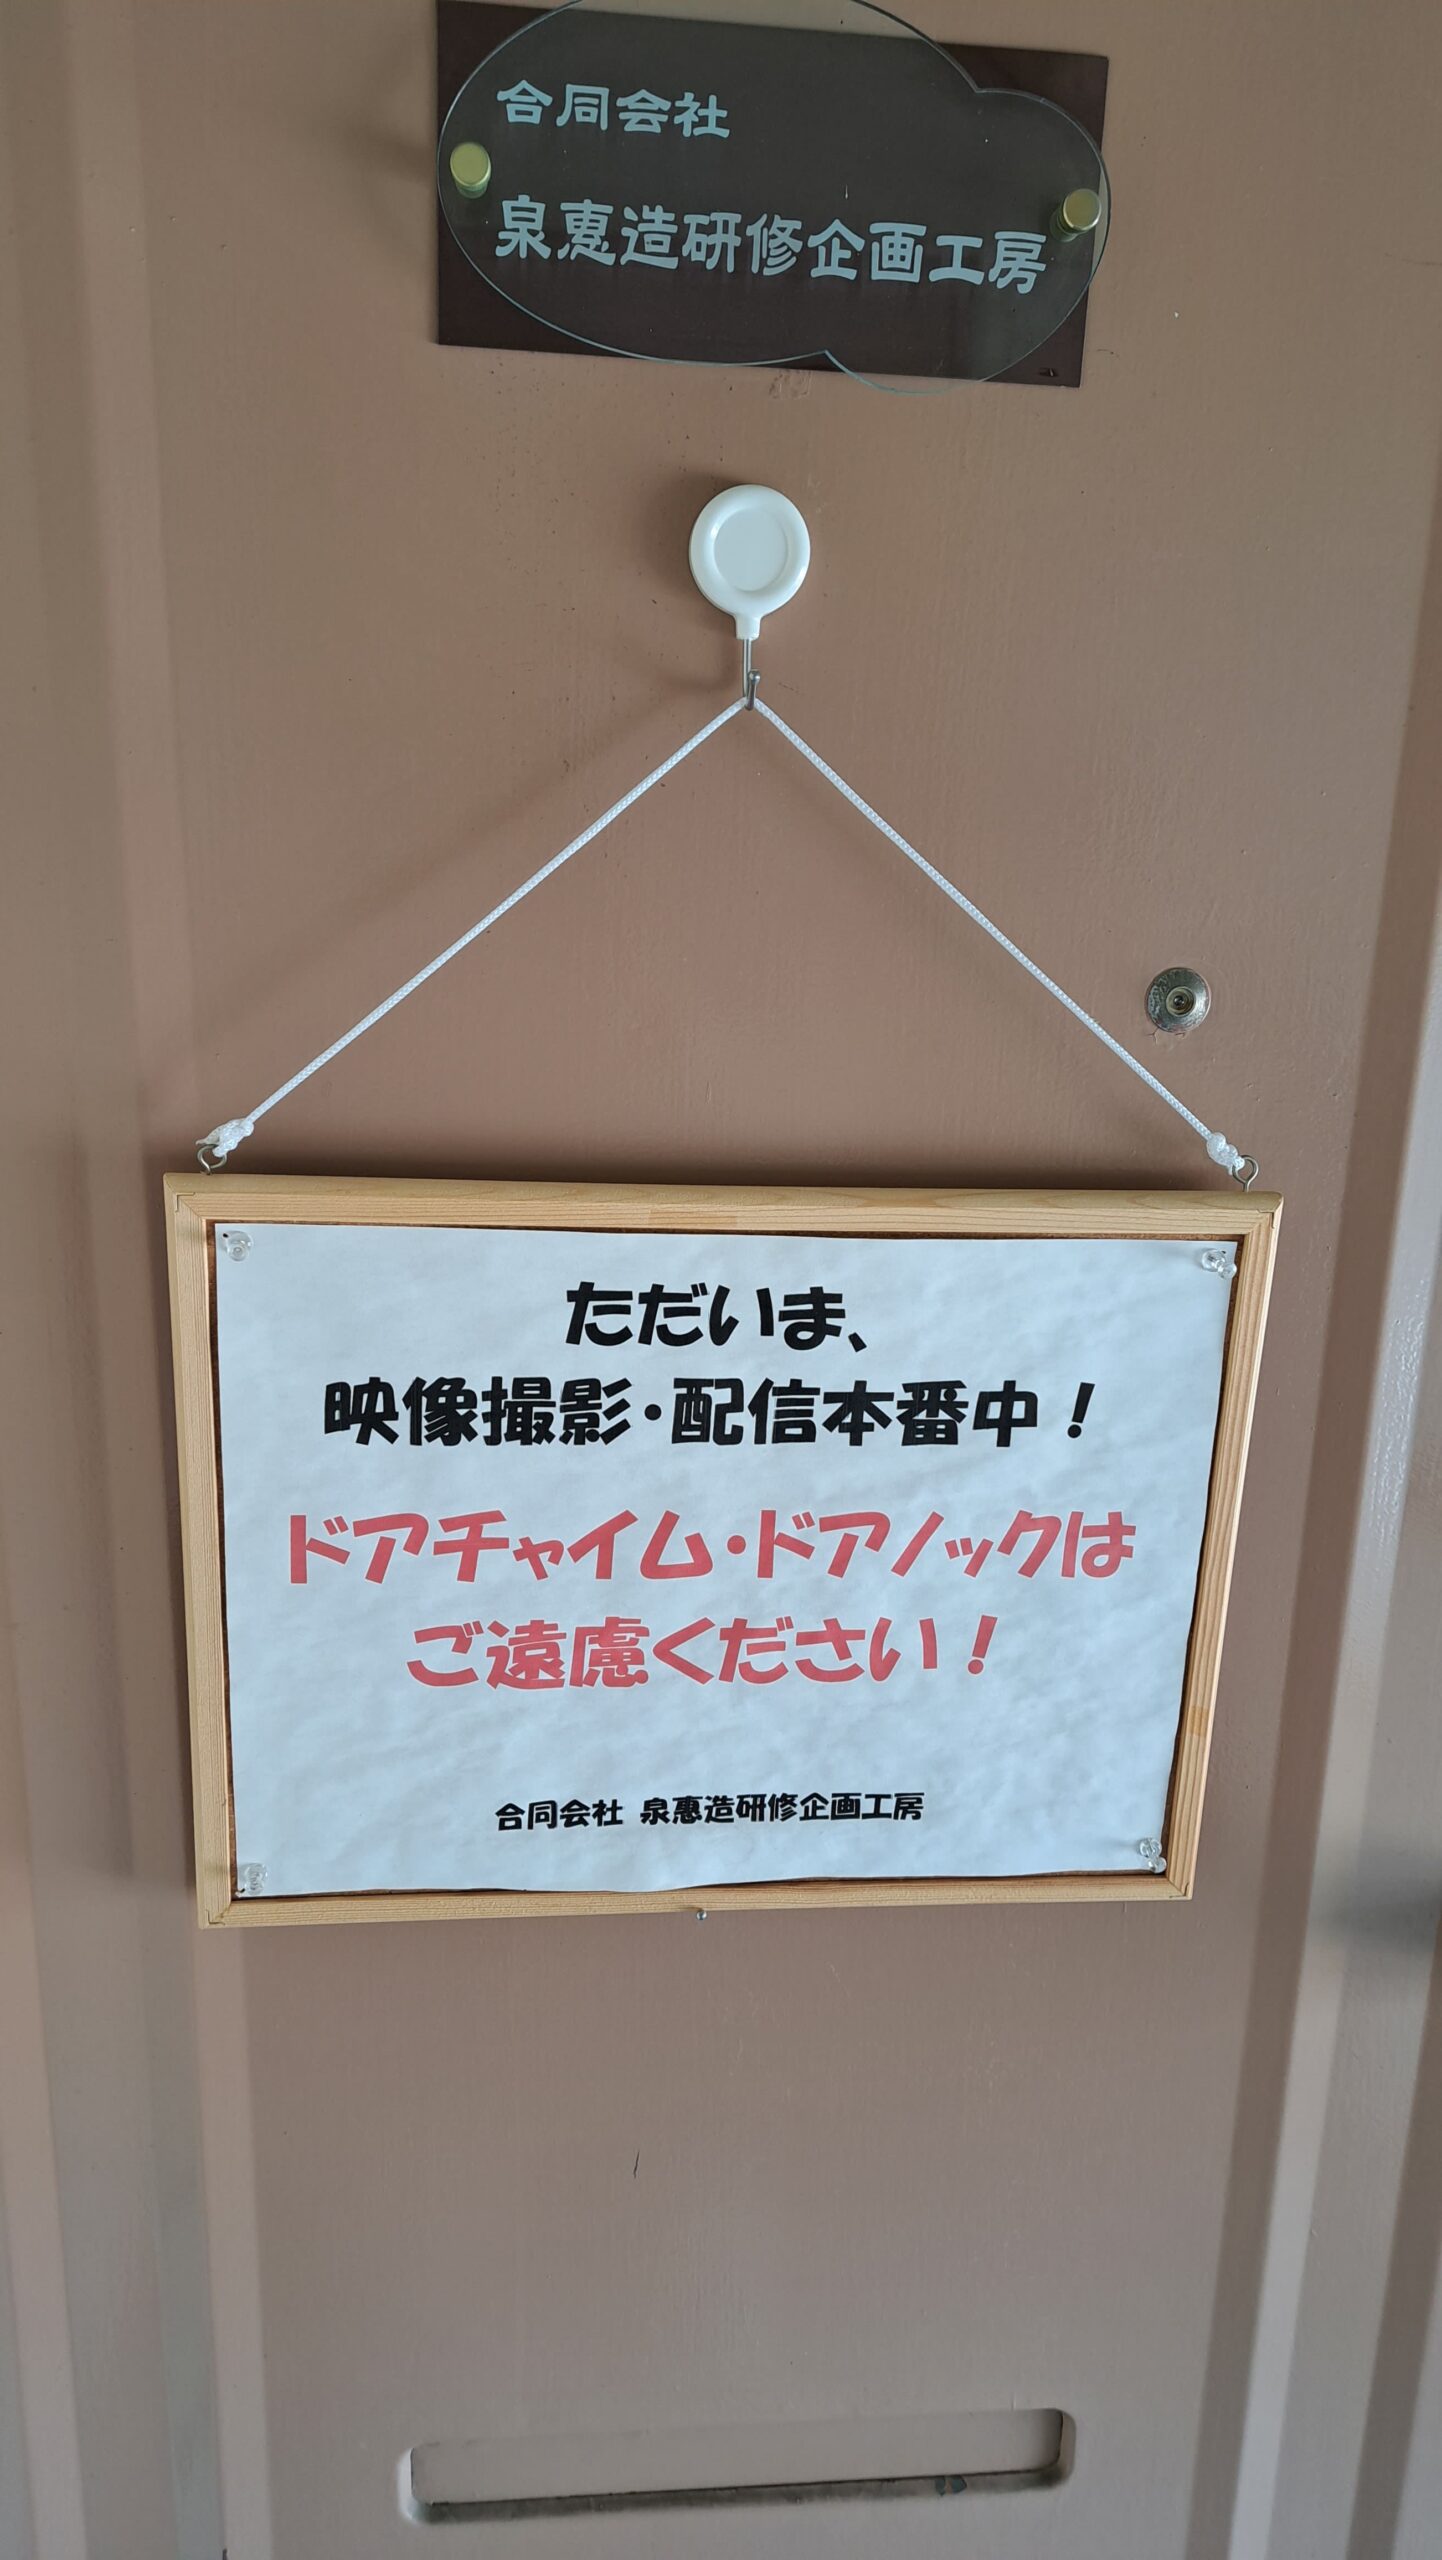 合同会社
泉惠造研修企画工房
ただいま、
映像撮影・配信本番中！
ドアチャイム・ドアノックは
ご遠慮ください！
合同会社 泉惠造研修企画工房